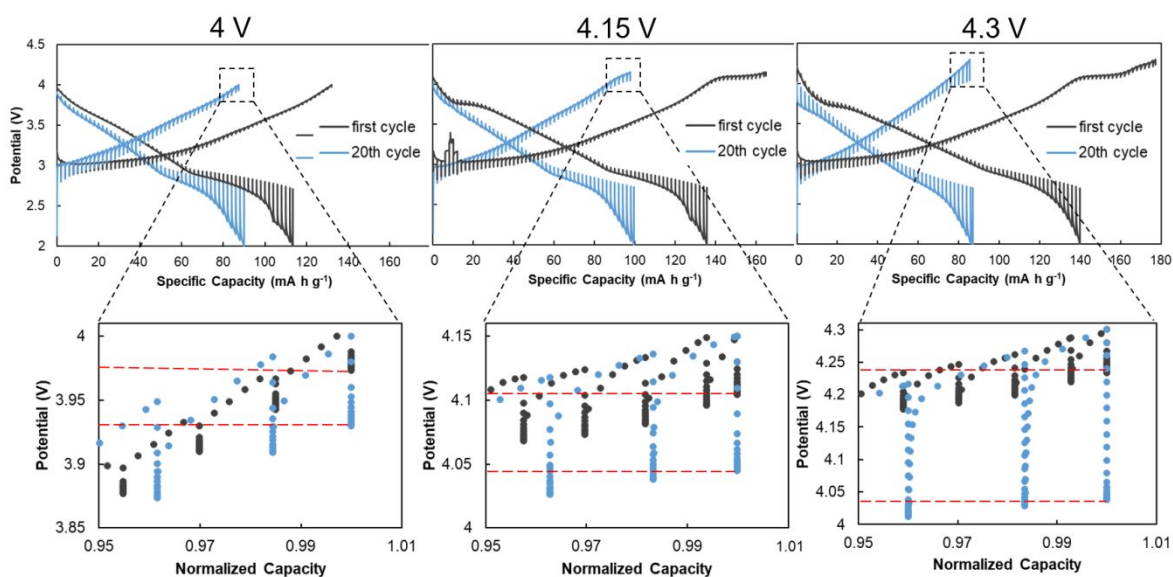 4 V
4.15 V
4.3 V
Potential (V)
4.5
4
3.5
3
2.5
2
first cycle
20th cycle
first cycle
20th cycle
first cycle
20th cycle
0 20 40 60 80 100 120 140 160
0 20 40 60 80 100 120 140 160
0 20 40 60 80 100 120 140 160 180
Specific Capacity (mA h g⁻¹)
Specific Capacity (mA h g⁻¹)
Specific Capacity (mA h g⁻¹)
Potential (V)
4
3.95
3.9
3.85
0.95 0.97 0.99 1.01
Normalized Capacity
Potential (V)
4.15
4.1
4.05
4
0.95 0.97 0.99 1.01
Normalized Capacity
Potential (V)
4.3
4.25
4.2
4.15
4.1
4.05
4
0.95 0.97 0.99 1.01
Normalized Capacity